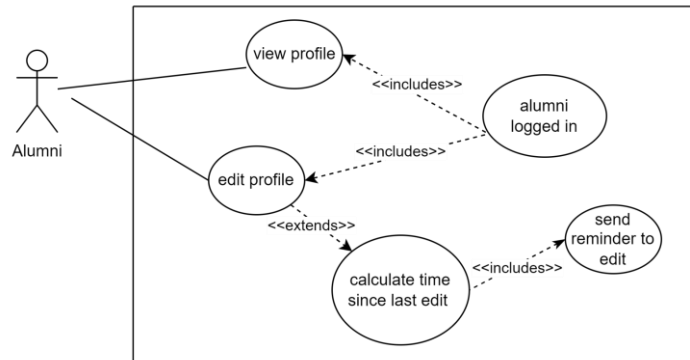 view profile
<<includes>>
alumni
logged in
Alumni
<<includes>>
edit profile
<<extends>>
send
reminder to
edit
<<includes>>
calculate time
since last edit